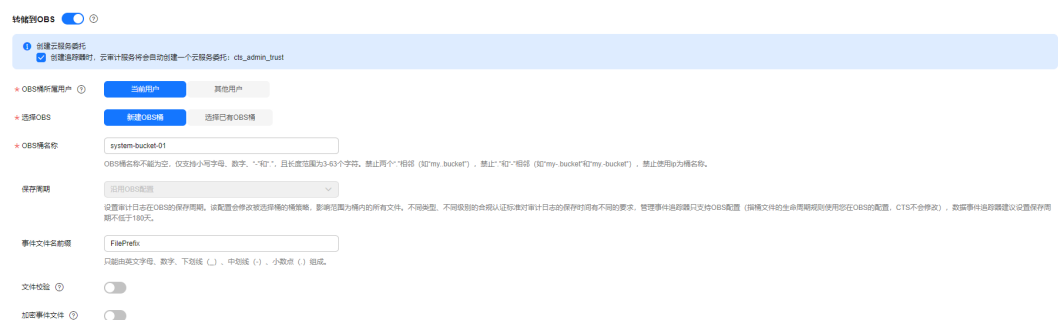 转储到OBS
创建云服务委托
创建追踪器时，云审计服务将会自动创建一个云服务委托：cts_admin_trust
* OBS桶所属用户 当前用户 其他用户
* 选择OBS 新建OBS桶 选择已有OBS桶
* OBS桶名称 system-bucket-01
OBS桶名称不能为空，仅支持小写字母、数字、“-”和“.”，且长度范围为3-63个字符。禁止两个“.”相邻（如“my..bucket”），禁止“.”和“-”相邻（如“my-.bucket”和“my.-bucket”），禁止使用ip为桶名称。
保存周期 沿用OBS配置
设置审计日志在OBS的保存周期。该配置会修改被选择桶的桶策略，影响范围为桶内的所有文件。不同类型、不同级别的合规认证标准对审计日志的保存时间有不同的要求，管理事件追踪器只支持OBS配置（指桶文件的生命周期规则使用您在OBS的配置，CTS不会修改），数据事件追踪器建议设置保存周
期不低于180天。
事件文件名前缀 FilePrefix
只能由英文字母、数字、下划线（_）、中划线（-）、小数点（.）组成。
文件校验
加密事件文件